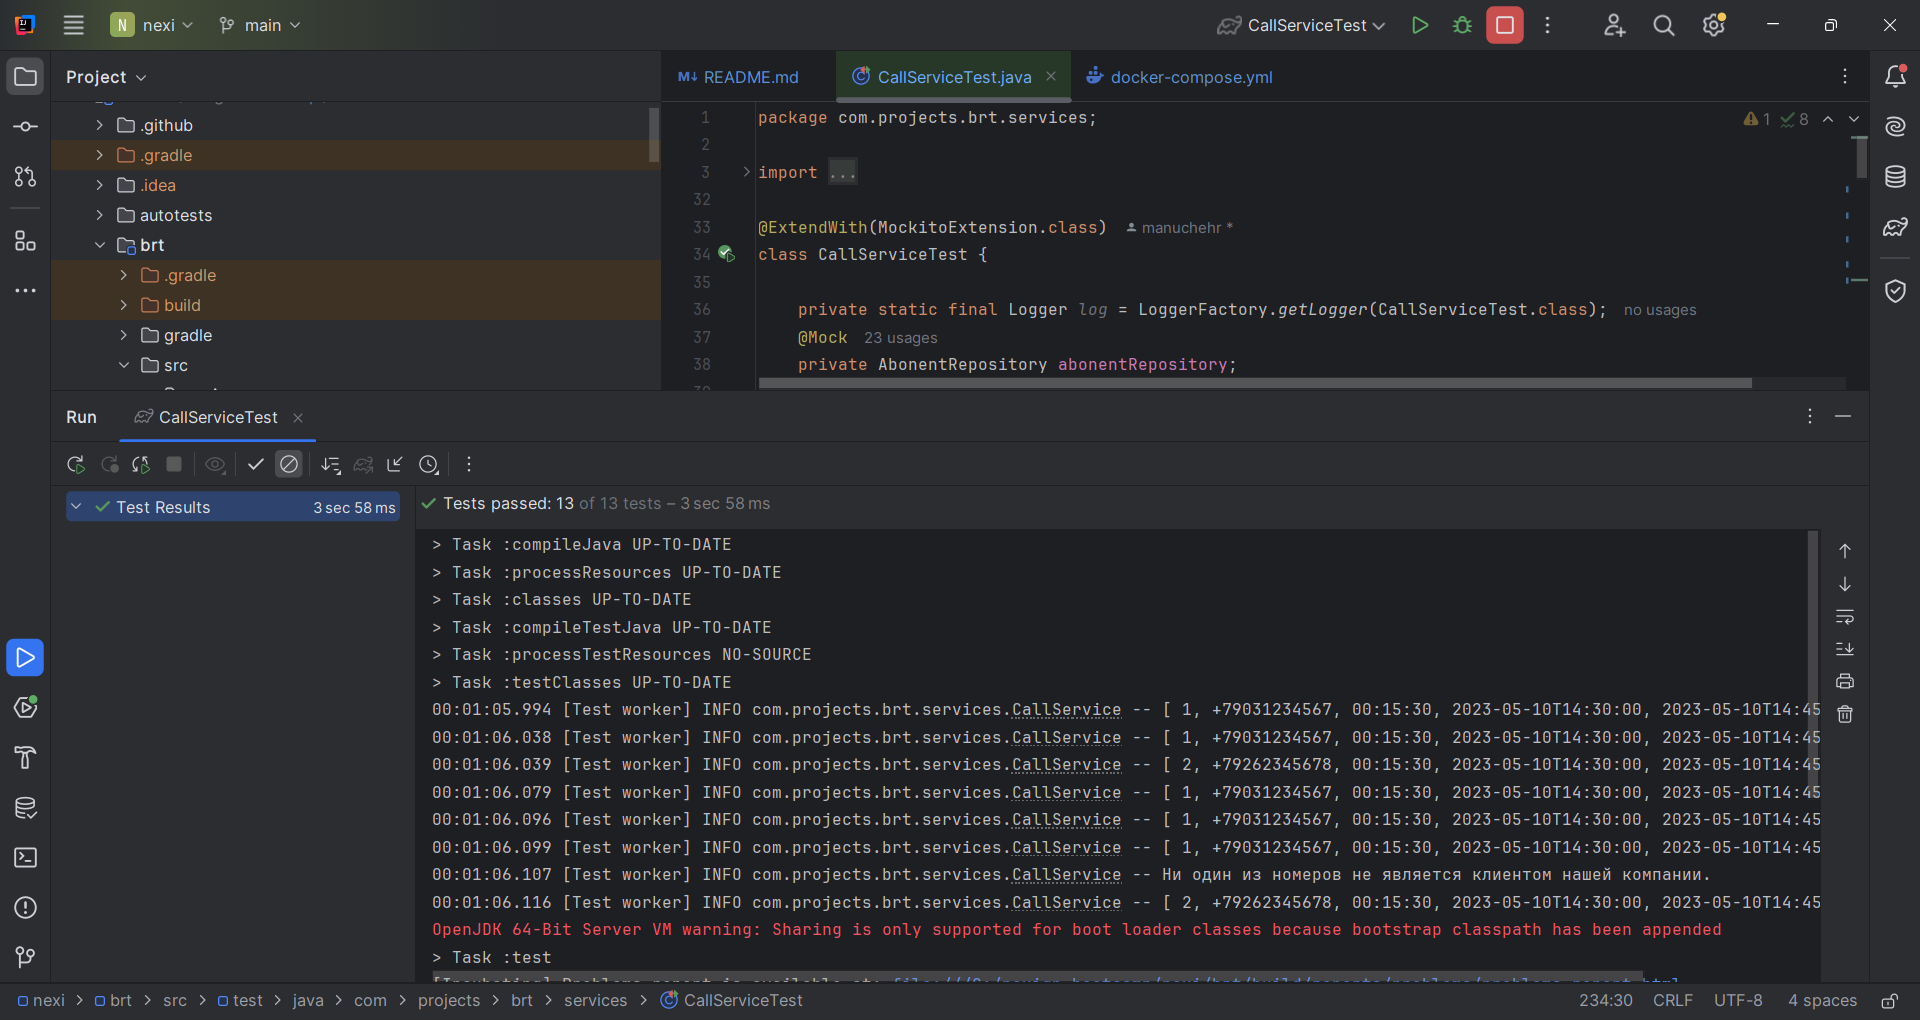 N nexi main CallServiceTest
Project
.github
.gradle
.idea
autotests
brt
.gradle
build
gradle
src
README.md CallServiceTest.java docker-compose.yml
1 package com.projects.brt.services; 1 8
2
3 import ...
32
33 @ExtendWith(MockitoExtension.class) manuchehr *
34 class CallServiceTest {
35
36 private static final Logger log = LoggerFactory.getLogger(CallServiceTest.class); no usages
37 @Mock 23 usages
38 private AbonentRepository abonentRepository;
Run CallServiceTest
Test Results 3 sec 58 ms
Tests passed: 13 of 13 tests – 3 sec 58 ms
> Task :compileJava UP-TO-DATE
> Task :processResources UP-TO-DATE
> Task :classes UP-TO-DATE
> Task :compileTestJava UP-TO-DATE
> Task :processTestResources NO-SOURCE
> Task :testClasses UP-TO-DATE
00:01:05.994 [Test worker] INFO com.projects.brt.services.CallService -- [ 1, +79031234567, 00:15:30, 2023-05-10T14:30:00, 2023-05-10T14:45
00:01:06.038 [Test worker] INFO com.projects.brt.services.CallService -- [ 1, +79031234567, 00:15:30, 2023-05-10T14:30:00, 2023-05-10T14:45
00:01:06.039 [Test worker] INFO com.projects.brt.services.CallService -- [ 2, +79262345678, 00:15:30, 2023-05-10T14:30:00, 2023-05-10T14:45
00:01:06.079 [Test worker] INFO com.projects.brt.services.CallService -- [ 1, +79031234567, 00:15:30, 2023-05-10T14:30:00, 2023-05-10T14:45
00:01:06.096 [Test worker] INFO com.projects.brt.services.CallService -- [ 1, +79031234567, 00:15:30, 2023-05-10T14:30:00, 2023-05-10T14:45
00:01:06.099 [Test worker] INFO com.projects.brt.services.CallService -- [ 1, +79031234567, 00:15:30, 2023-05-10T14:30:00, 2023-05-10T14:45
00:01:06.107 [Test worker] INFO com.projects.brt.services.CallService -- Ни один из номеров не является клиентом нашей компании.
00:01:06.116 [Test worker] INFO com.projects.brt.services.CallService -- [ 2, +79262345678, 00:15:30, 2023-05-10T14:30:00, 2023-05-10T14:45
OpenJDK 64-Bit Server VM warning: Sharing is only supported for boot loader classes because bootstrap classpath has been appended
> Task :test
nexi > brt > src > test > java > com > projects > brt > services > CallServiceTest 234:30 CRLF UTF-8 4 spaces